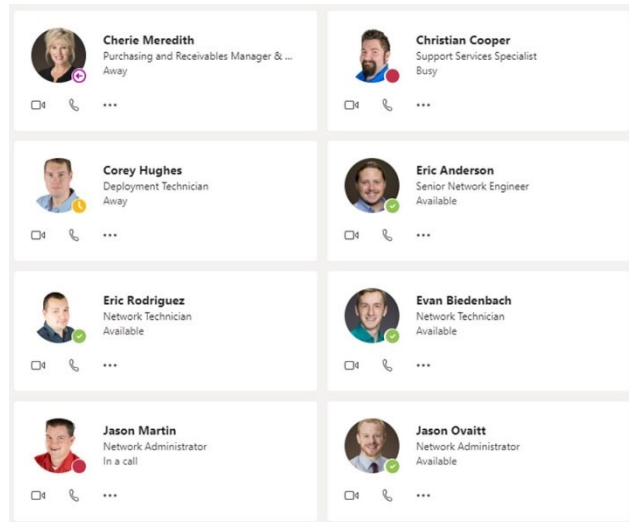 Cherie Meredith
Purchasing and Receivables Manager & ...
Away
Christian Cooper
Support Services Specialist
Busy
Corey Hughes
Deployment Technician
Away
Eric Anderson
Senior Network Engineer
Available
Eric Rodriguez
Network Technician
Available
Evan Biedenbach
Network Technician
Available
Jason Martin
Network Administrator
In a call
Jason Ovaitt
Network Administrator
Available